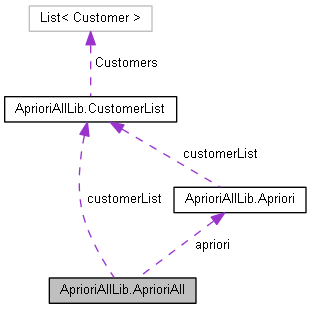 List< Customer >
Customers
AprioriAllLib.CustomerList
customerList
AprioriAllLib.Apriori
customerList
apriori
AprioriAllLib.AprioriAll